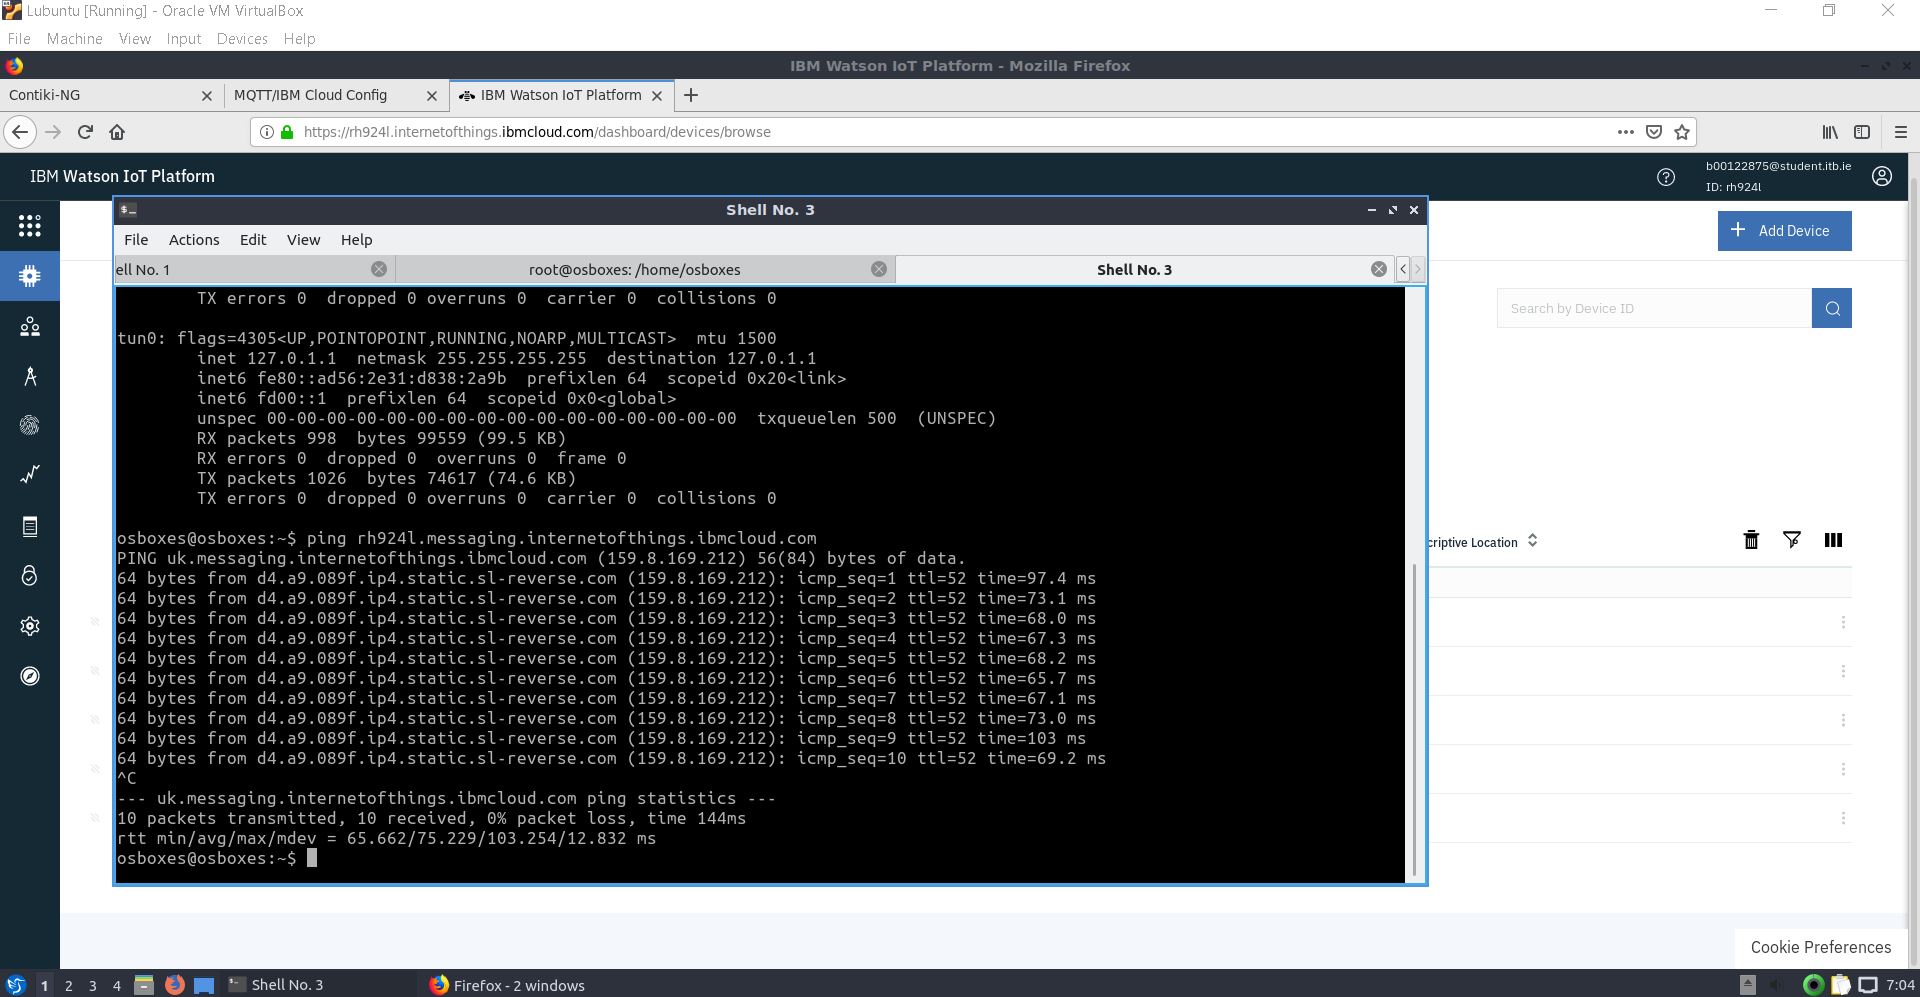 Lubuntu [Running] - Oracle VM VirtualBox
File Machine View Input Devices Help
IBM Watson IoT Platform - Mozilla Firefox
Contiki-NG
MQTT/IBM Cloud Config
IBM Watson IoT Platform
https://rh924l.internetofthings.ibmcloud.com/dashboard/devices/browse
IBM Watson IoT Platform
b00122875@student.itb.ie
ID: rh924l
Add Device
Search by Device ID
criptive Location
Shell No. 3
File Actions Edit View Help
ell No. 1
root@osboxes: /home/osboxes
Shell No. 3
TX errors 0  dropped 0 overruns 0  carrier 0  collisions 0
tun0: flags=4305<UP,POINTOPOINT,RUNNING,NOARP,MULTICAST>  mtu 1500
inet 127.0.1.1  netmask 255.255.255.255  destination 127.0.1.1
inet6 fe80::ad56:2e31:d838:2a9b  prefixlen 64  scopeid 0x20<link>
inet6 fd00::1  prefixlen 64  scopeid 0x0<global>
unspec 00-00-00-00-00-00-00-00-00-00-00-00-00-00-00-00  txqueuelen 500  (UNSPEC)
RX packets 998  bytes 99559 (99.5 KB)
RX errors 0  dropped 0  overruns 0  frame 0
TX packets 1026  bytes 74617 (74.6 KB)
TX errors 0  dropped 0 overruns 0  carrier 0  collisions 0
osboxes@osboxes:~$ ping rh924l.messaging.internetofthings.ibmcloud.com
PING uk.messaging.internetofthings.ibmcloud.com (159.8.169.212) 56(84) bytes of data.
64 bytes from d4.a9.089f.ip4.static.sl-reverse.com (159.8.169.212): icmp_seq=1 ttl=52 time=97.4 ms
64 bytes from d4.a9.089f.ip4.static.sl-reverse.com (159.8.169.212): icmp_seq=2 ttl=52 time=73.1 ms
64 bytes from d4.a9.089f.ip4.static.sl-reverse.com (159.8.169.212): icmp_seq=3 ttl=52 time=68.0 ms
64 bytes from d4.a9.089f.ip4.static.sl-reverse.com (159.8.169.212): icmp_seq=4 ttl=52 time=67.3 ms
64 bytes from d4.a9.089f.ip4.static.sl-reverse.com (159.8.169.212): icmp_seq=5 ttl=52 time=68.2 ms
64 bytes from d4.a9.089f.ip4.static.sl-reverse.com (159.8.169.212): icmp_seq=6 ttl=52 time=65.7 ms
64 bytes from d4.a9.089f.ip4.static.sl-reverse.com (159.8.169.212): icmp_seq=7 ttl=52 time=67.1 ms
64 bytes from d4.a9.089f.ip4.static.sl-reverse.com (159.8.169.212): icmp_seq=8 ttl=52 time=73.0 ms
64 bytes from d4.a9.089f.ip4.static.sl-reverse.com (159.8.169.212): icmp_seq=9 ttl=52 time=103 ms
64 bytes from d4.a9.089f.ip4.static.sl-reverse.com (159.8.169.212): icmp_seq=10 ttl=52 time=69.2 ms
^C
--- uk.messaging.internetofthings.ibmcloud.com ping statistics ---
10 packets transmitted, 10 received, 0% packet loss, time 144ms
rtt min/avg/max/mdev = 65.662/75.229/103.254/12.832 ms
osboxes@osboxes:~$
Cookie Preferences
1 2 3 4 Shell No. 3 Firefox - 2 windows 7:04